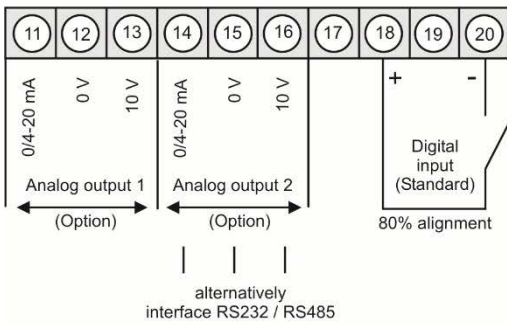 11 12 13 14 15 16 17 18 19 20
0/4-20 mA
0 V
10 V
0/4-20 mA
0 V
10 V
+ -
Digital
input
(Standard)
Analog output 1
(Option)
Analog output 2
(Option)
80% alignment
alternatively
interface RS232 / RS485